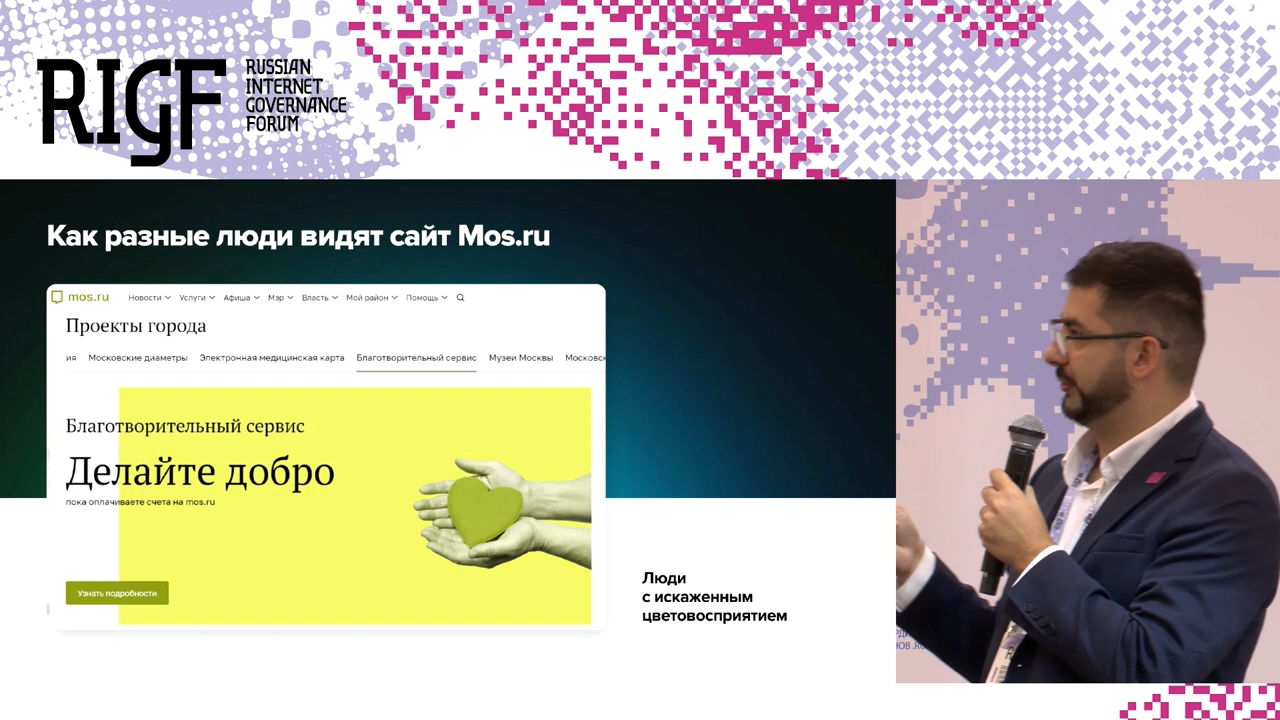 RIGF
RUSSIAN
INTERNET
GOVERNANCE
FORUM
Как разные люди видят сайт Mos.ru
mos.ru Новости Услуги Афиша Мэр Власть Мой район Помощь
Проекты города
ия Московские диаметры Электронная медицинская карта Благотворительный сервис Музеи Москвы
Благотворительный сервис
Делайте добро
пока оплачиваете счета на mos.ru
Узнать подробности
Люди
с искаженным
цветовосприятием